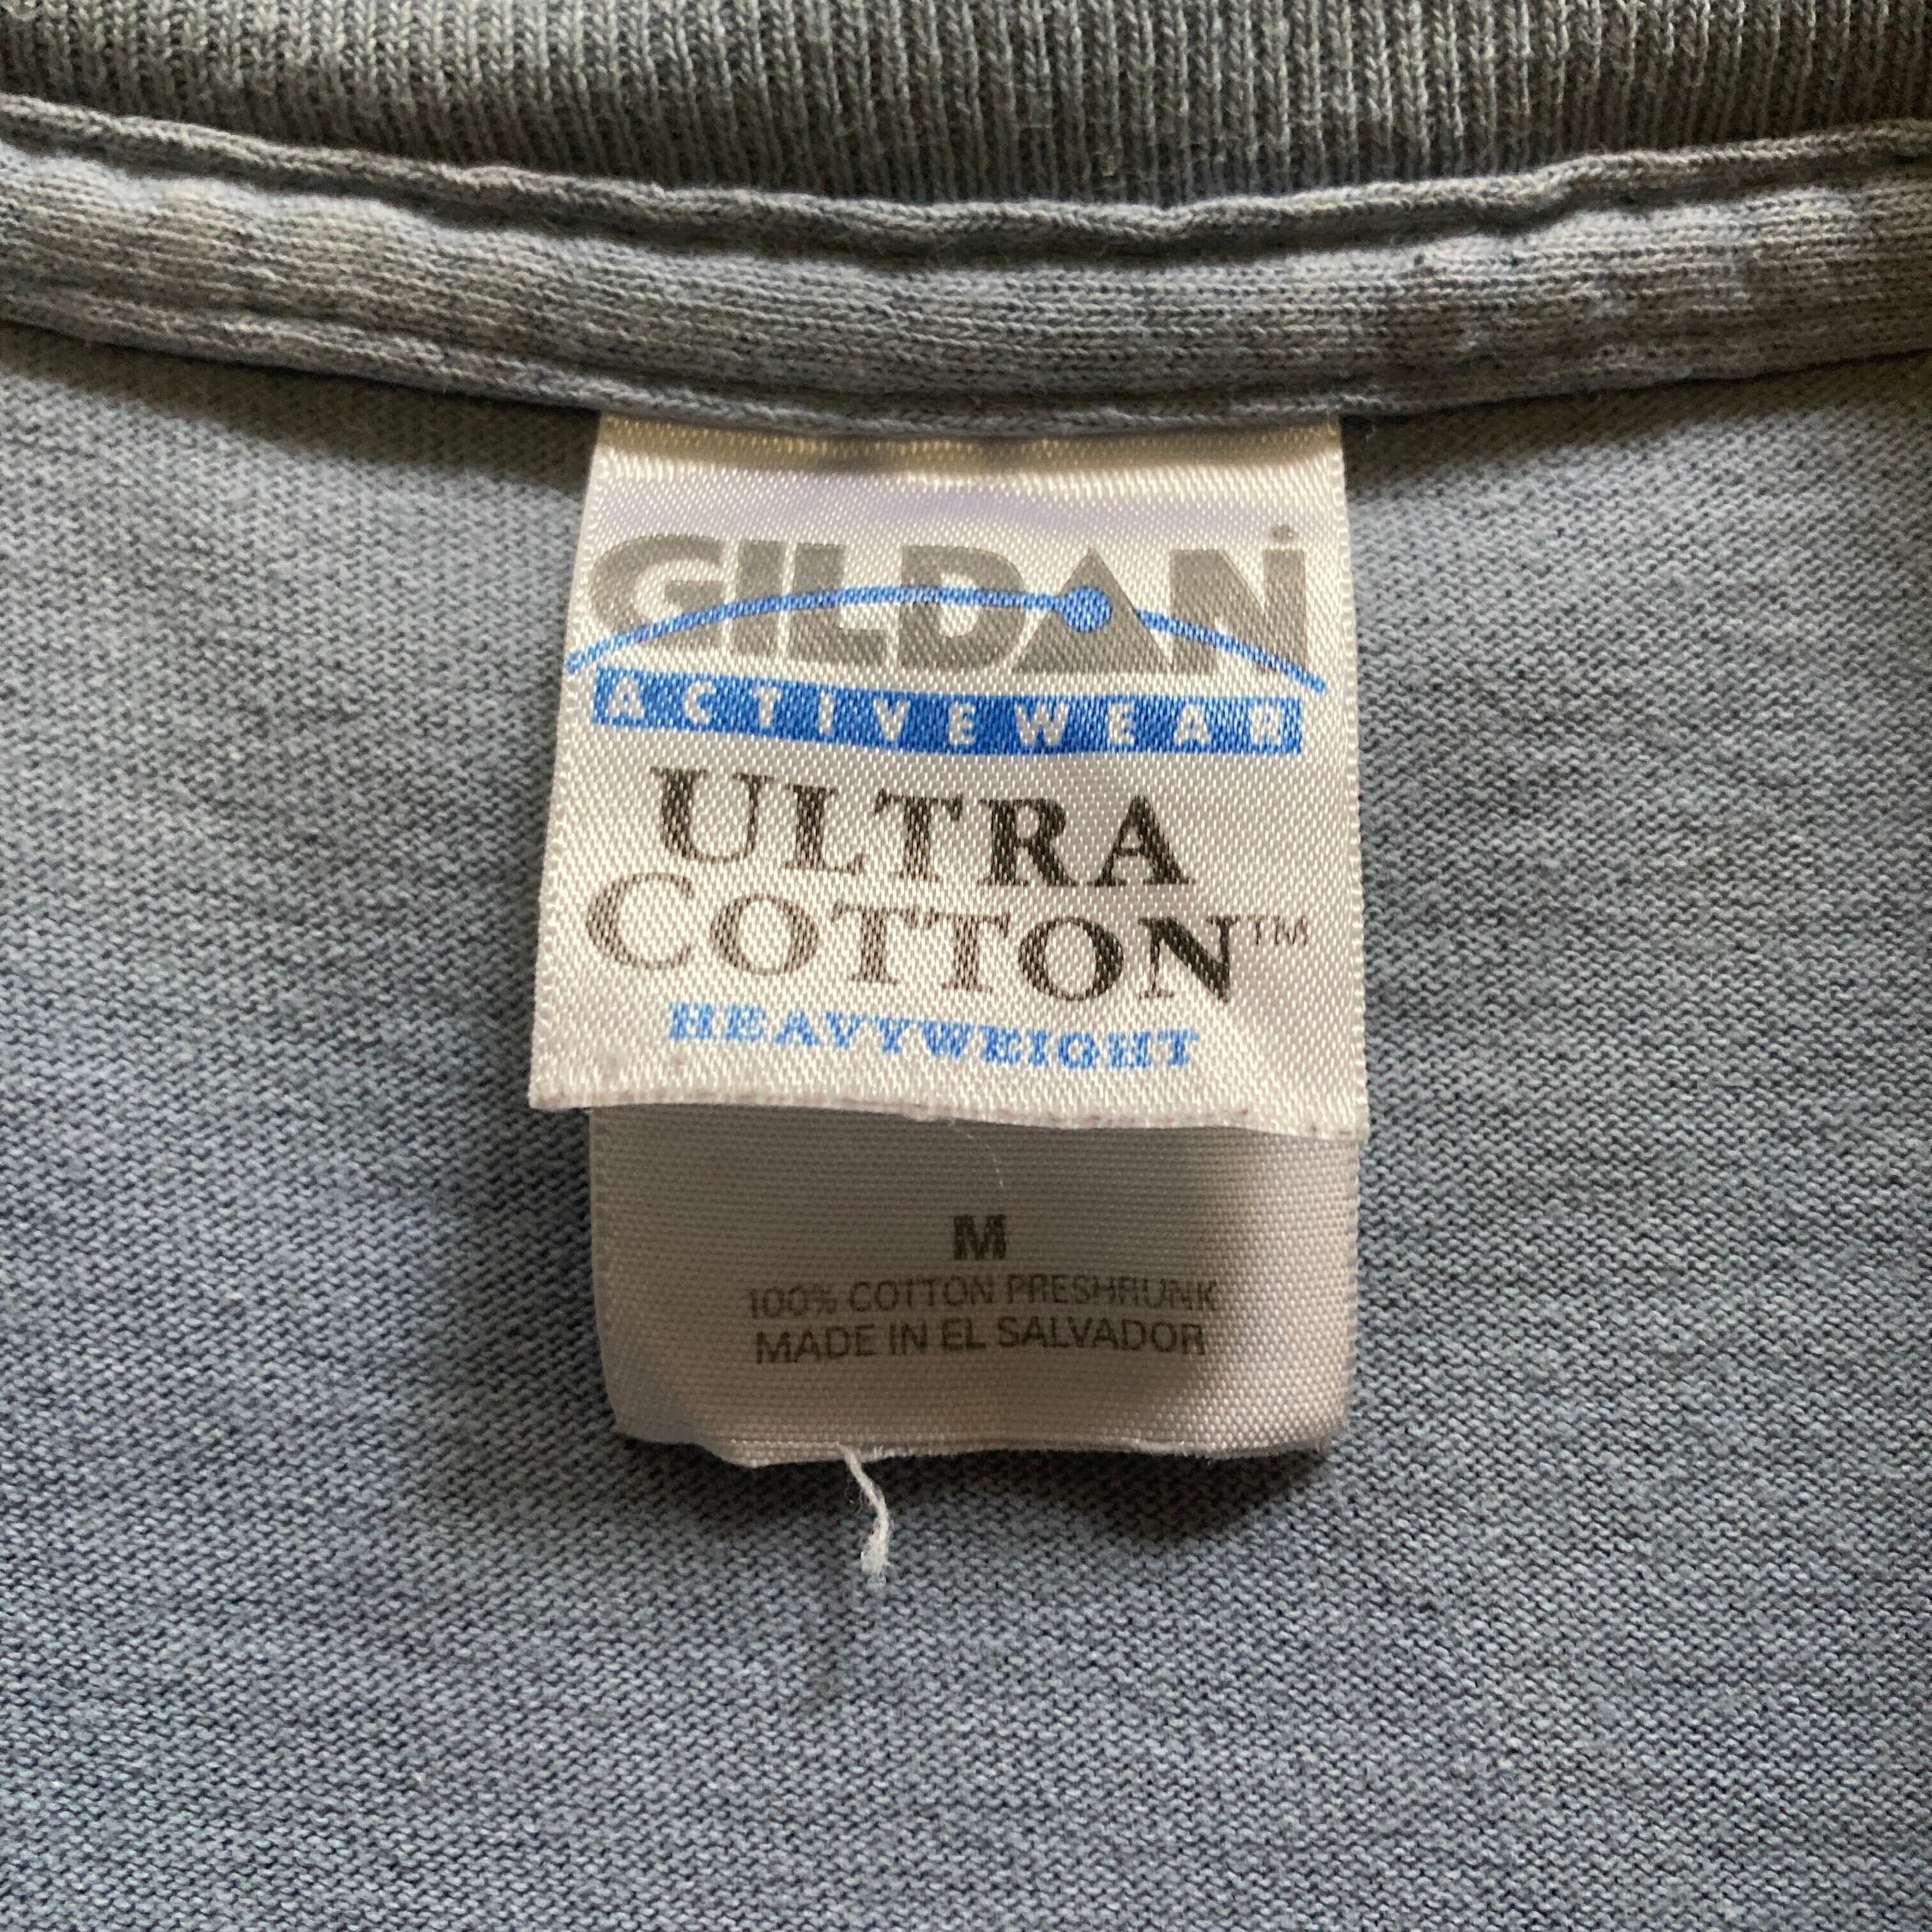 GILDAN
ACTIVEWEAR
ULTRA
COTTON™
HEAVYWEIGHT
M
100% COTTON PRESHRUNK
MADE IN EL SALVADOR